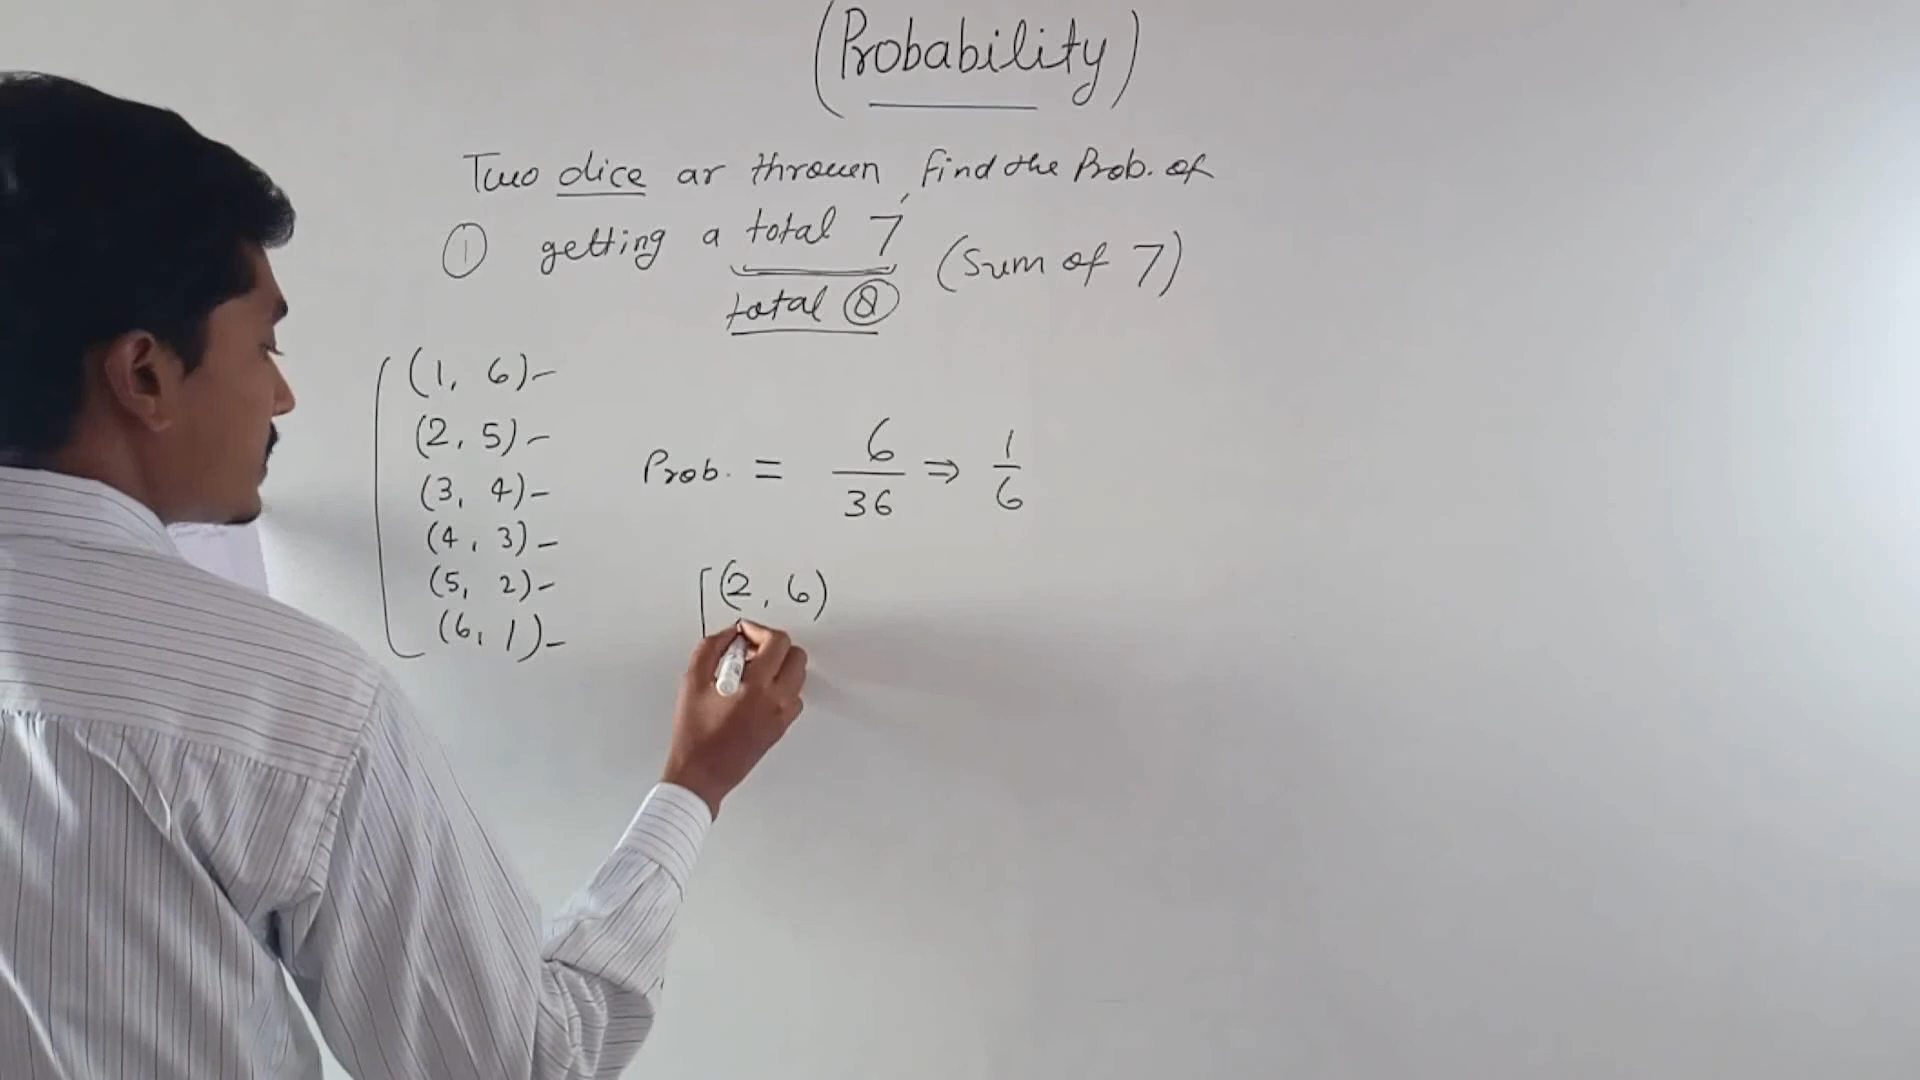 (Probability)
Two dice ar thrown, find the Prob. of
① getting a total 7 (Sum of 7)
total 8
(1, 6)-
(2, 5)-
(3, 4)-
(4, 3)-
(5, 2)-
(6, 1)-
Prob. = 6/36 ⇒ 1/6
[(2, 6)